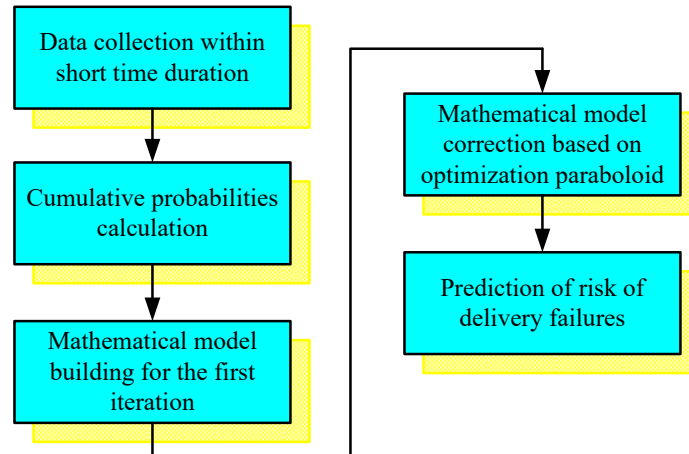 Data collection within
short time duration
Cumulative probabilities
calculation
Mathematical model
building for the first
iteration
Mathematical model
correction based on
optimization paraboloid
Prediction of risk of
delivery failures